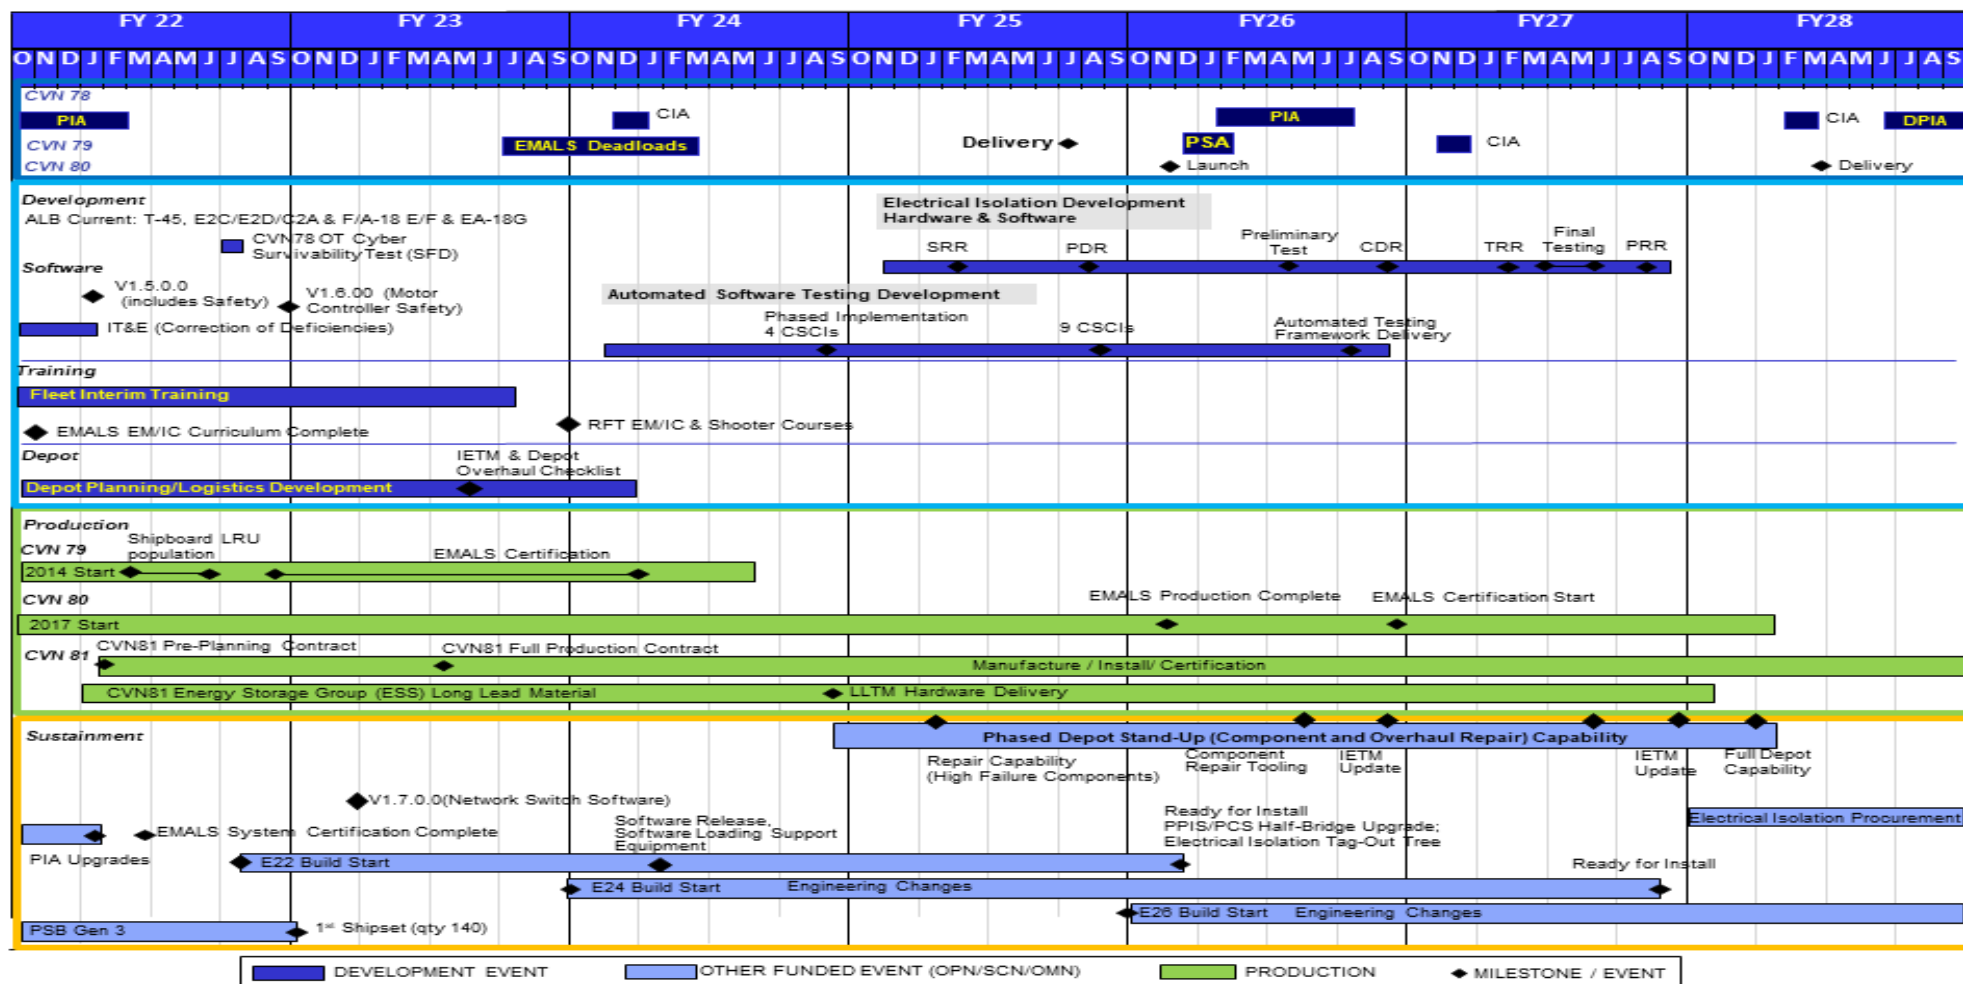 FY 22 FY 23 FY 24 FY 25 FY26 FY27 FY28
O N D J F M A M J J A S O N D J F M A M J J A S O N D J F M A M J J A S O N D J F M A M J J A S O N D J F M A M J J A S O N D J F M A M J J A S O N D J F M A M J J A S
CVN 78
PIA
CIA
PIA
CIA
DPIA
CVN 79
EMALS Deadloads
Delivery
PSA
CIA
CVN 80
Launch
Delivery
Development
ALB Current: T-45, E2C/E2D/C2A & F/A-18 E/F & EA-18G
CVN78 OT Cyber
Survivability Test (SFD)
Electrical Isolation Development
Hardware & Software
SRR
PDR
Preliminary
Test
CDR
TRR
Final
Testing
PRR
Software
V1.5.0.0
(includes Safety)
V1.6.00 (Motor
Controller Safety)
IT&E (Correction of Deficiencies)
Automated Software Testing Development
Phased Implementation
4 CSCIs
9 CSCIs
Automated Testing
Framework Delivery
Training
Fleet Interim Training
EMALS EM/IC Curriculum Complete
RFT EM/IC & Shooter Courses
Depot
IETM & Depot
Overhaul Checklist
Depot Planning/Logistics Development
Production
CVN 79
Shipboard LRU
population
EMALS Certification
2014 Start
CVN 80
EMALS Production Complete
EMALS Certification Start
2017 Start
CVN 81
CVN81 Pre-Planning Contract
CVN81 Full Production Contract
Manufacture / Install/ Certification
CVN81 Energy Storage Group (ESS) Long Lead Material
LLTM Hardware Delivery
Sustainment
Phased Depot Stand-Up (Component and Overhaul Repair) Capability
Repair Capability
(High Failure Components)
Component
Repair Tooling
IETM
Update
IETM
Update
Full Depot
Capability
V1.7.0.0(Network Switch Software)
EMALS System Certification Complete
Software Release,
Software Loading Support
Equipment
Ready for Install
PPIS/PCS Half-Bridge Upgrade;
Electrical Isolation Tag-Out Tree
Electrical Isolation Procurement
PIA Upgrades
E22 Build Start
Ready for Install
E24 Build Start Engineering Changes
E26 Build Start Engineering Changes
PSB Gen 3
1st Shipset (qty 140)
DEVELOPMENT EVENT
OTHER FUNDED EVENT (OPN/SCN/OMN)
PRODUCTION
MILESTONE / EVENT